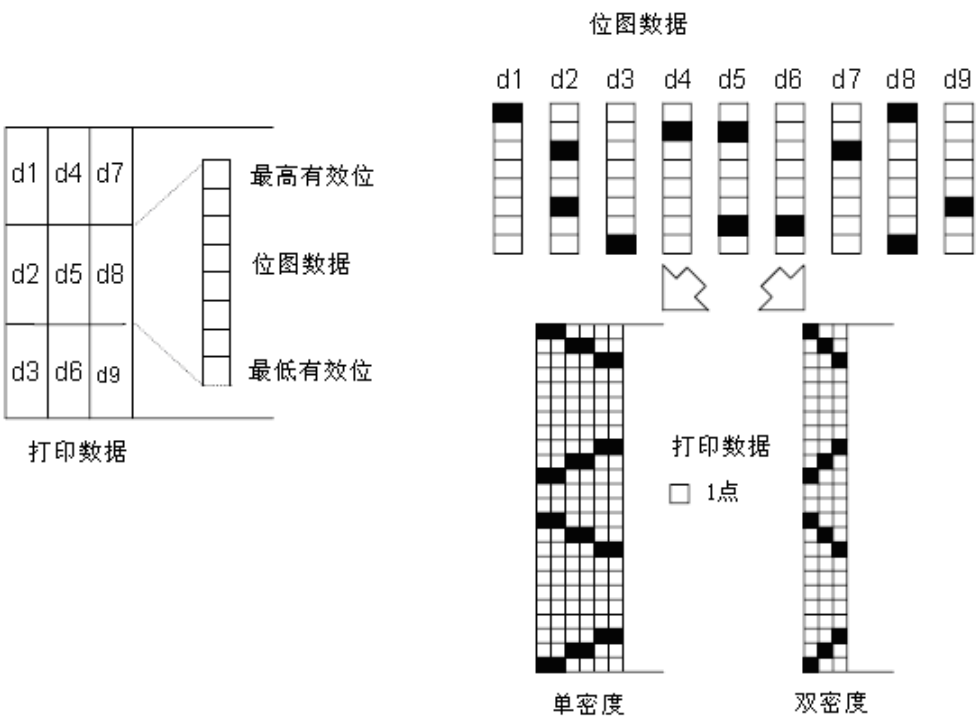 位图数据
d1 d2 d3 d4 d5 d6 d7 d8 d9
d1 d4 d7
d2 d5 d8
d3 d6 d9
最高有效位
位图数据
最低有效位
打印数据
打印数据
1点
单密度
双密度